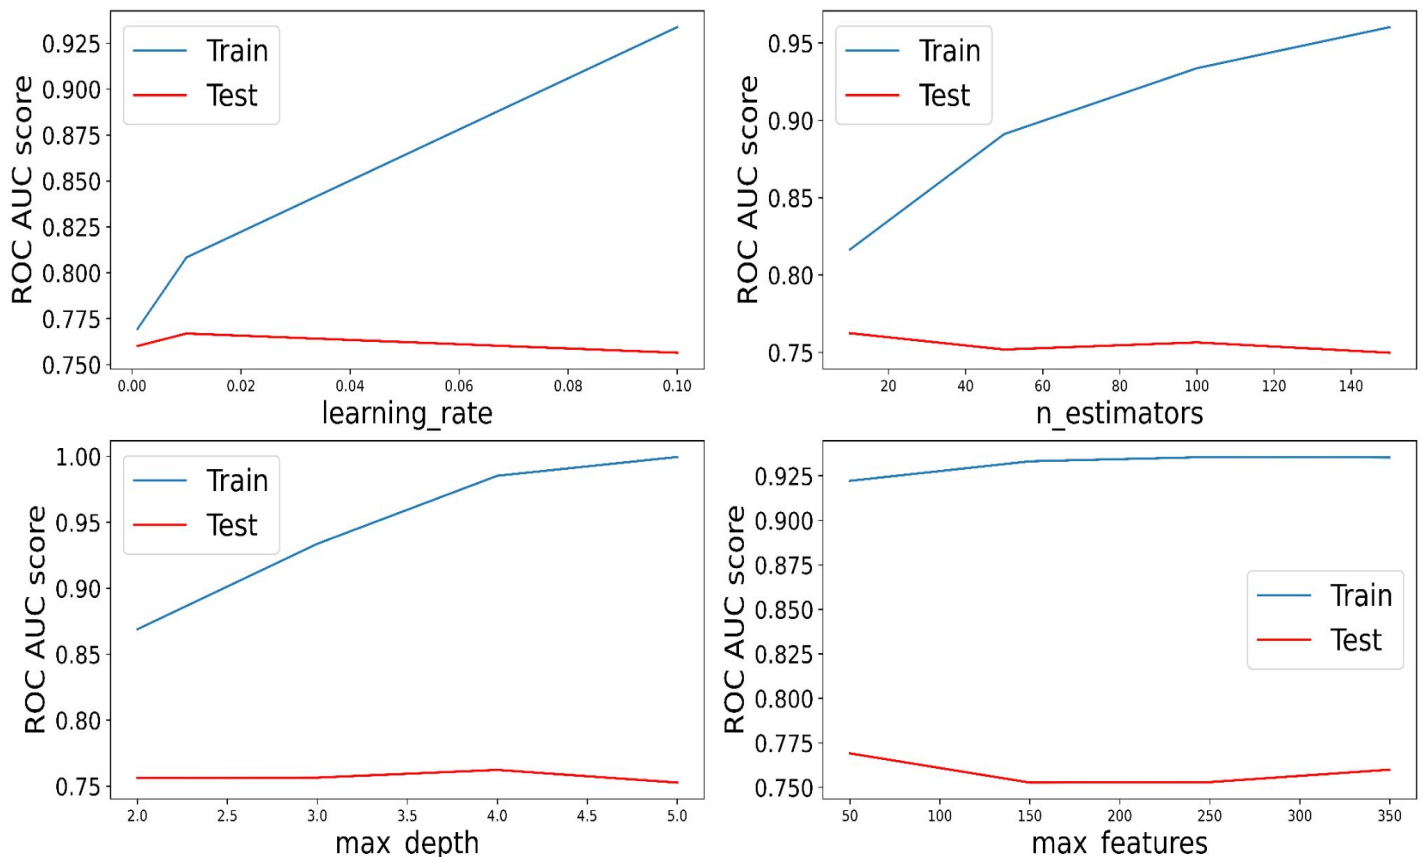 ROC AUC score
0.925
0.900
0.875
0.850
0.825
0.800
0.775
0.750
Train
Test
0.00 0.02 0.04 0.06 0.08 0.10
learning_rate
ROC AUC score
0.95
0.90
0.85
0.80
0.75
Train
Test
20 40 60 80 100 120 140
n_estimators
ROC AUC score
1.00
0.95
0.90
0.85
0.80
0.75
Train
Test
2.0 2.5 3.0 3.5 4.0 4.5 5.0
max_depth
ROC AUC score
0.925
0.900
0.875
0.850
0.825
0.800
0.775
0.750
Train
Test
50 100 150 200 250 300 350
max_features